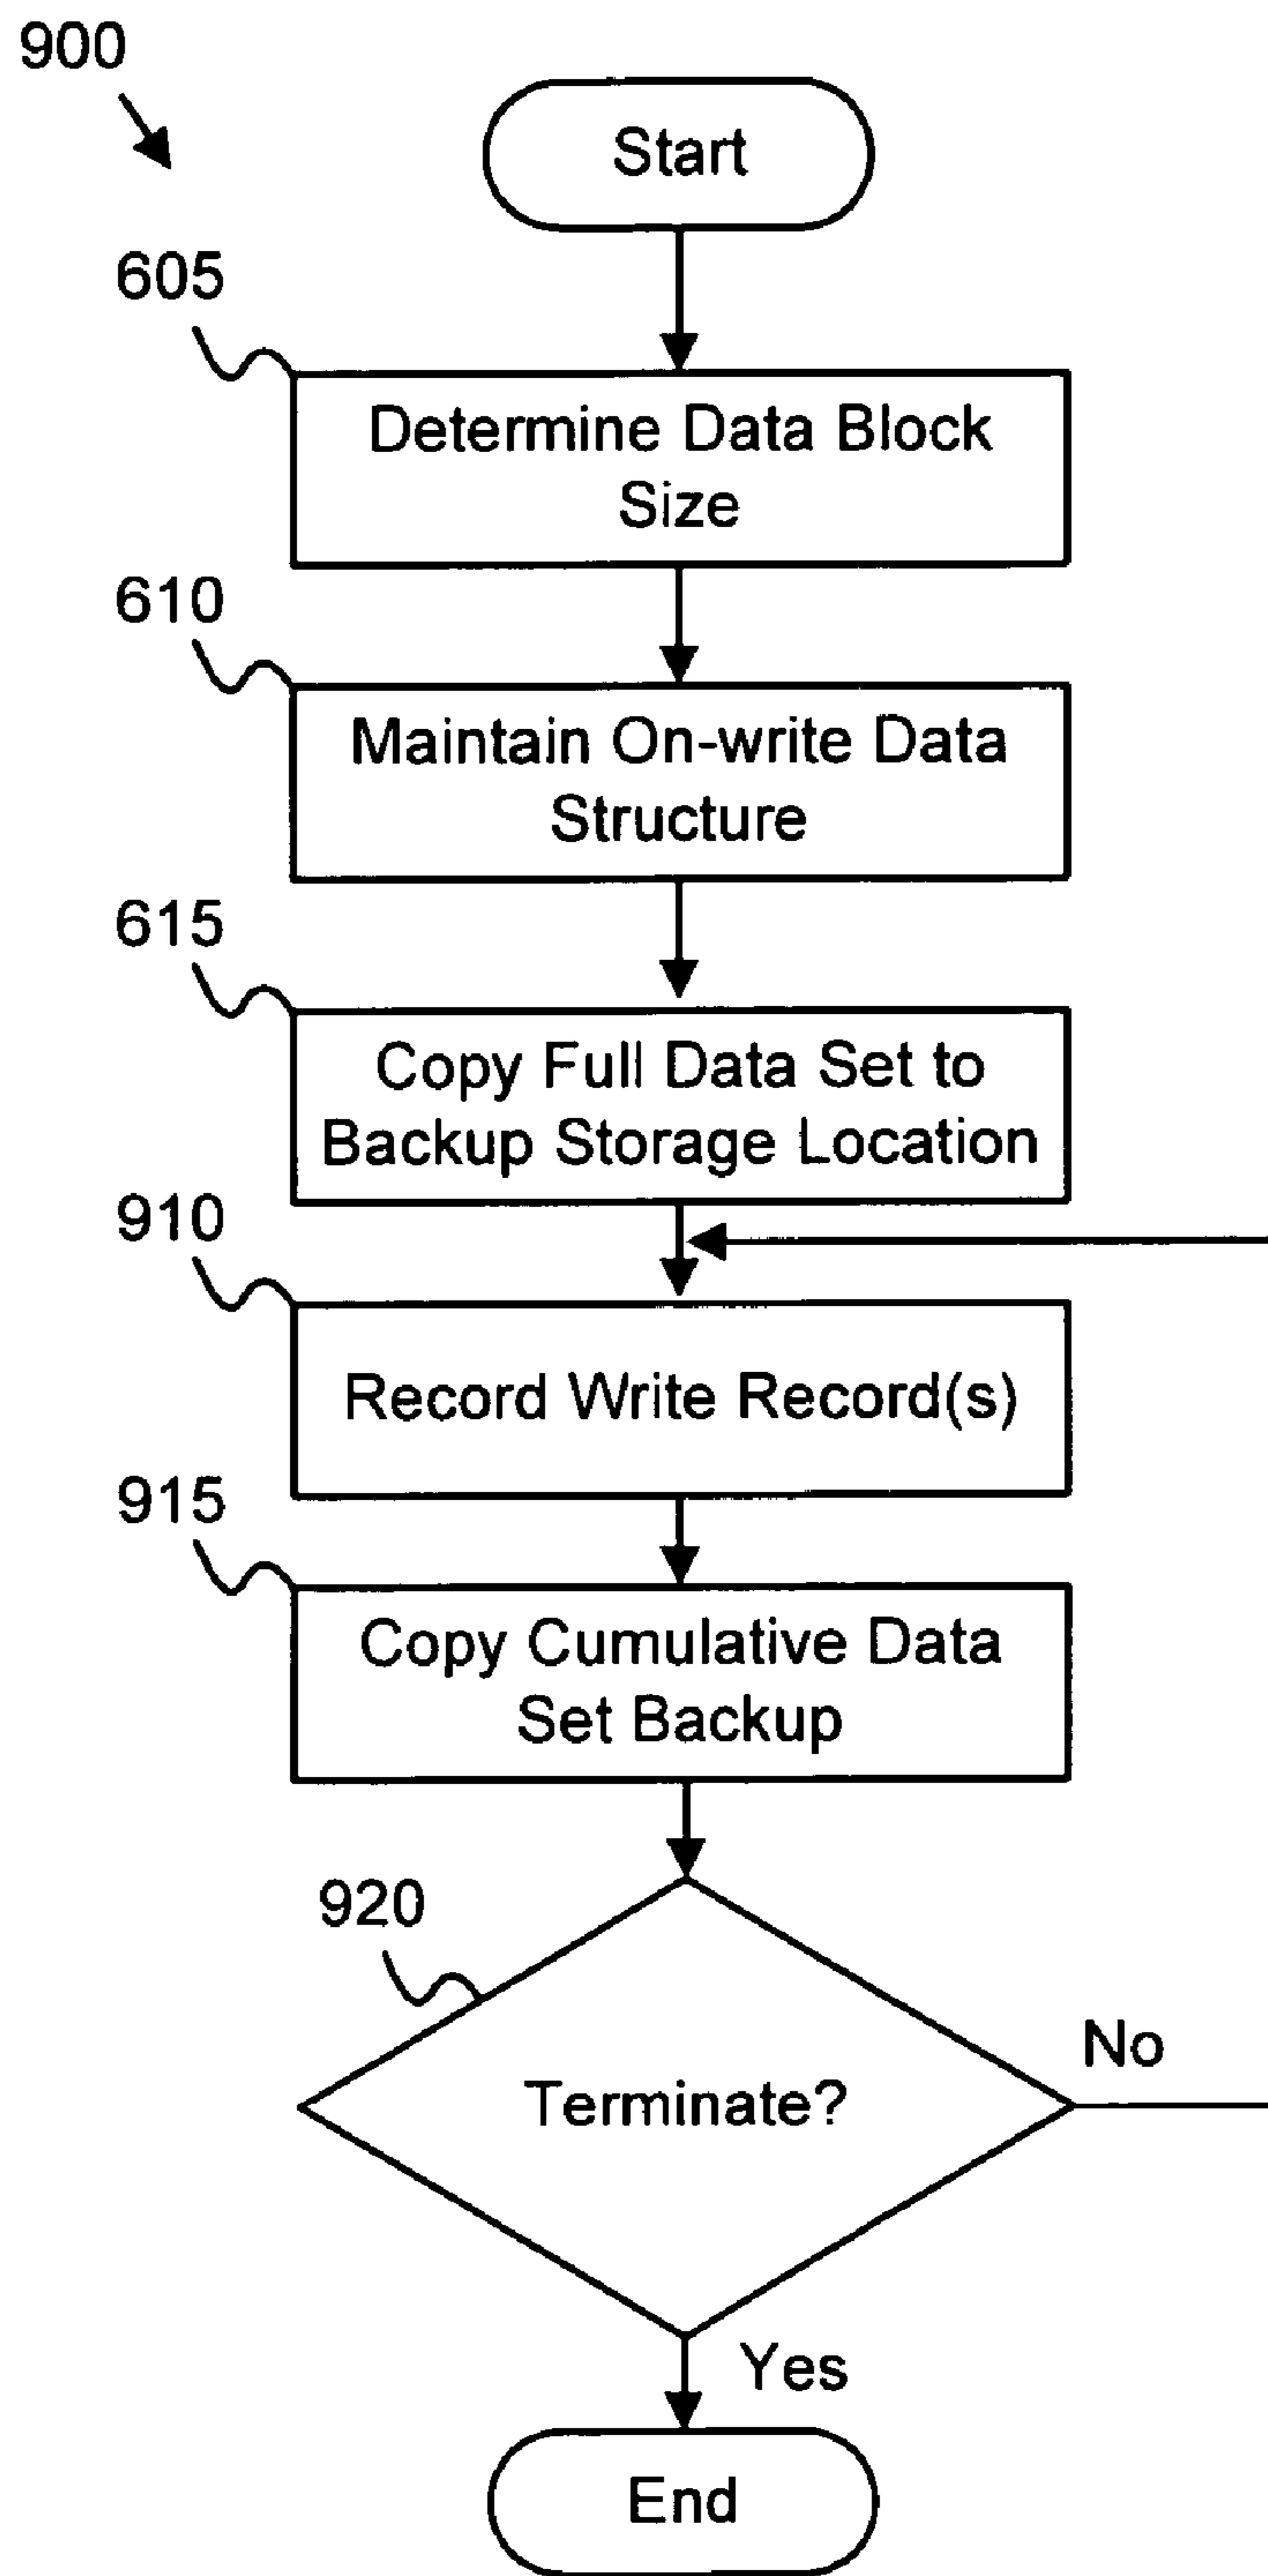 900
Start
605
Determine Data Block
Size
610
Maintain On-write Data
Structure
615
Copy Full Data Set to
Backup Storage Location
910
Record Write Record(s)
915
Copy Cumulative Data
Set Backup
920
No
Terminate?
Yes
End